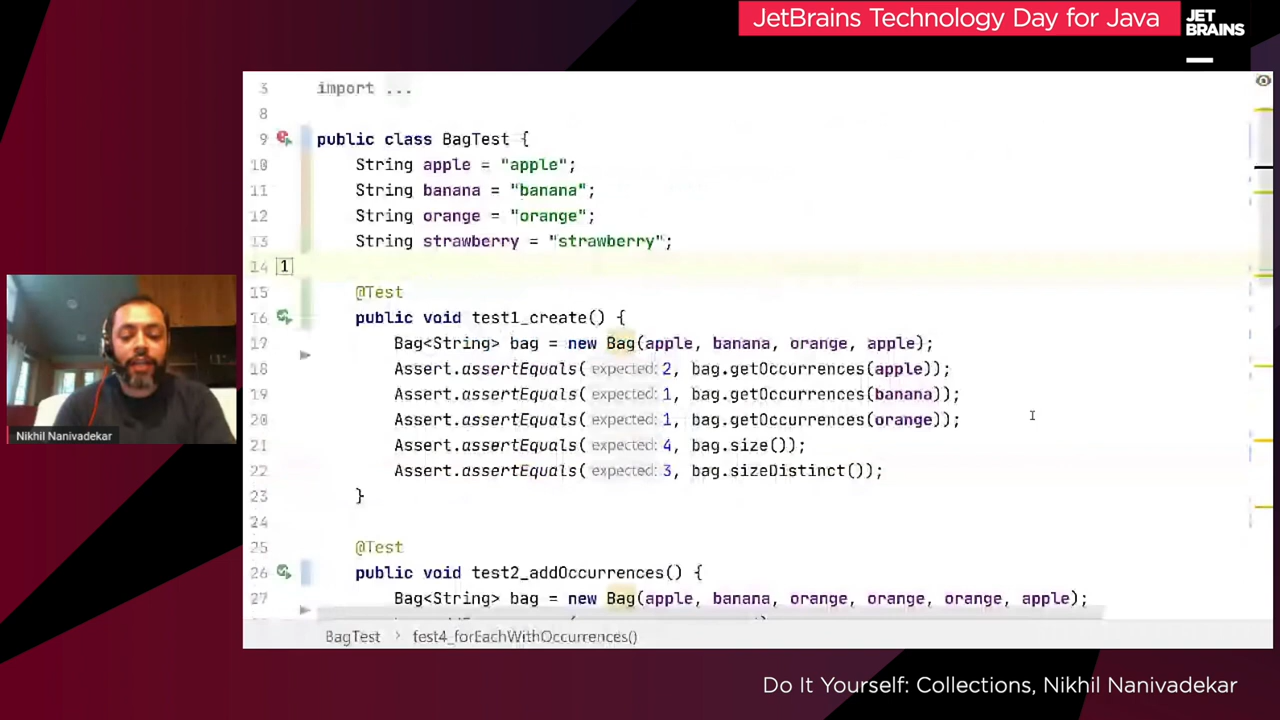 JetBrains Technology Day for Java
JET
BRAINS
3 import ...
8
9 public class BagTest {
10 String apple = "apple";
11 String banana = "banana";
12 String orange = "orange";
13 String strawberry = "strawberry";
14 1
15 @Test
16 public void test1_create() {
17 Bag<String> bag = new Bag(apple, banana, orange, apple);
18 Assert.assertEquals( expected: 2, bag.getOccurrences(apple));
19 Assert.assertEquals( expected: 1, bag.getOccurrences(banana));
20 Assert.assertEquals( expected: 1, bag.getOccurrences(orange));
21 Assert.assertEquals( expected: 4, bag.size());
22 Assert.assertEquals( expected: 3, bag.sizeDistinct());
23 }
24
25 @Test
26 public void test2_addOccurrences() {
27 Bag<String> bag = new Bag(apple, banana, orange, orange, orange, apple);
BagTest > test4_forEachWithOccurrences()
Nikhil Nanivadekar
Do It Yourself: Collections, Nikhil Nanivadekar